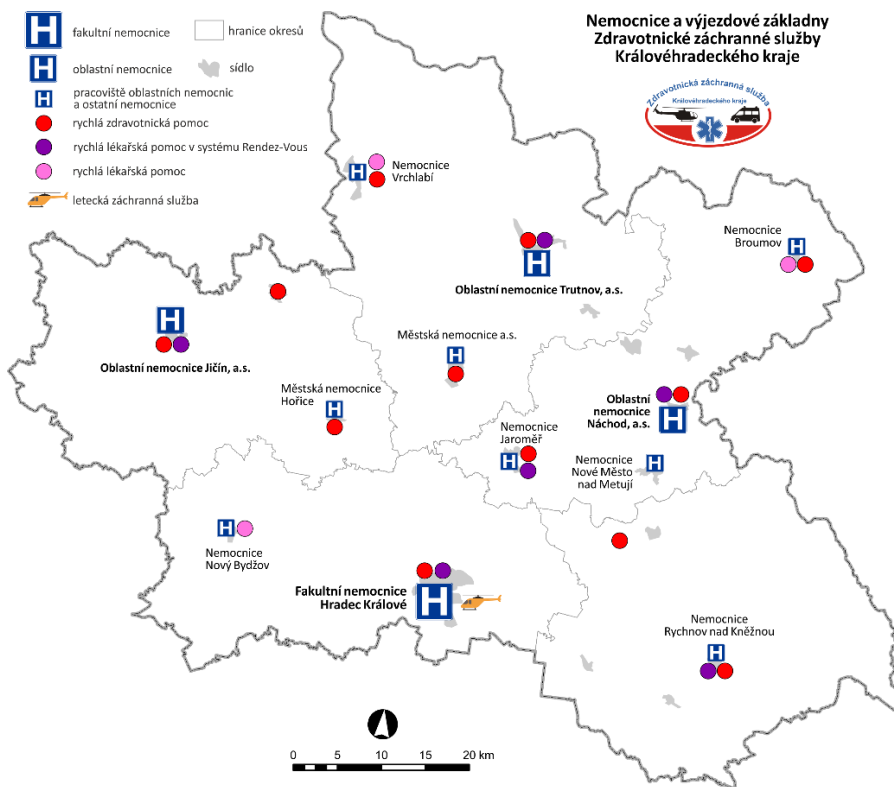 Nemocnice a výjezdové základny
Zdravotnické záchranné služby
Královéhradeckého kraje
Zdravotnická záchranná služba
Královéhradeckého kraje
fakultní nemocnice
hranice okresů
oblastní nemocnice
sídlo
pracoviště oblastních nemocnic
a ostatní nemocnice
rychlá zdravotnická pomoc
rychlá lékařská pomoc v systému Rendez-Vous
rychlá lékařská pomoc
letecká záchranná služba
H
H
H
Nemocnice
Vrchlabí
H
Nemocnice
Broumov
H
H
Oblastní nemocnice Trutnov, a.s.
H
Oblastní nemocnice Jičín, a.s.
Městská nemocnice a.s.
H
Městská nemocnice
Hořice
H
Oblastní
nemocnice
Náchod, a.s.
H
Nemocnice
Jaroměř
H
Nemocnice
Nové Město
nad Metují
H
H
Nemocnice
Nový Bydžov
Fakultní nemocnice
Hradec Králové
H
Nemocnice
Rychnov nad Kněžnou
H
0 5 10 15 20 km